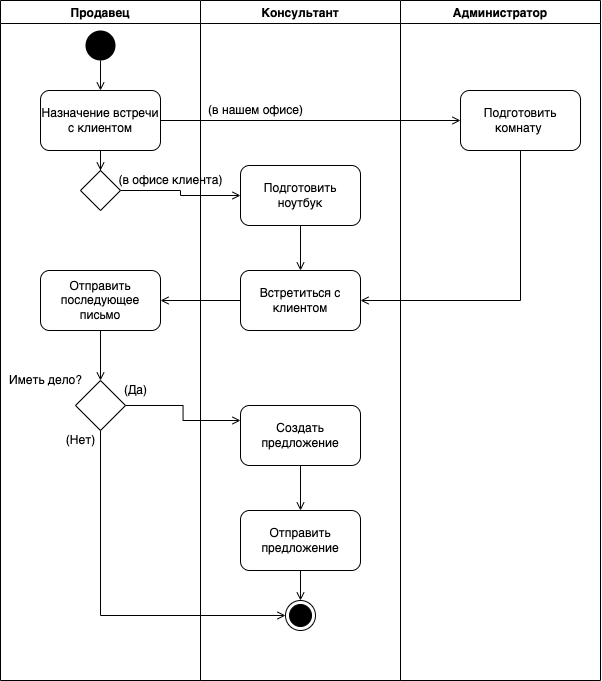 Продавец
Консультант
Администратор
Назначение встречи
с клиентом
(в нашем офисе)
Подготовить
комнату
(в офисе клиента)
Подготовить
ноутбук
Отправить
последующее
письмо
Встретиться с
клиентом
Иметь дело?
(Да)
(Нет)
Создать
предложение
Отправить
предложение